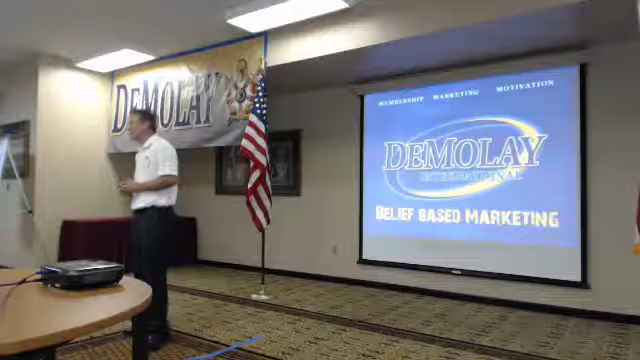 DEMOLAY
MEMBERSHIP MARKETING MOTIVATION
DEMOLAY
INTERNATIONAL
BELIEF BASED MARKETING